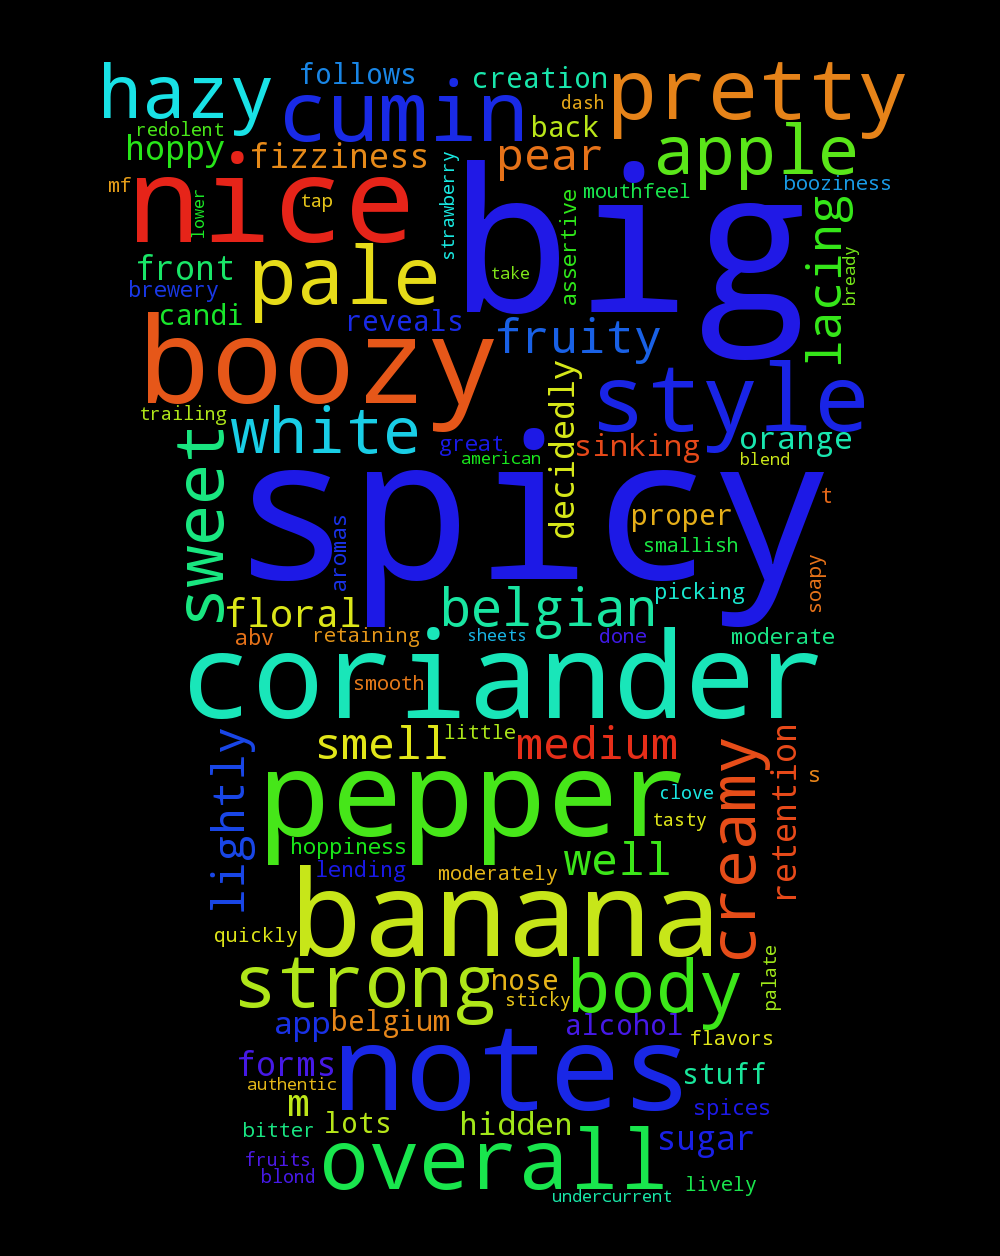 hazy
follows
cumin
creation
dash
pretty
redolent
back
hoppy
fizziness
pear
apple
mf
nice
lower
tap
strawberry
big
mouthfeel
booziness
assertive
lacing
bready
front
pale
take
brewery
candi
reveals
fruity
boozy
style
decidedly
trailing
white
great
american
sinking
orange
blend
sweet
spicy
t
proper
aromas
smallish
soapy
picking
floral
belgian
abv
retaining
sheets
done
moderate
coriander
smooth
smell
little
medium
creamy
retention
lightly
pepper
s
clove
tasty
hoppiness
lending
moderately
well
banana
quickly
strong
nose
sticky
body
palate
app
belgium
alcohol
flavors
notes
forms
authentic
stuff
m
spices
bitter
lots
hidden
sugar
overall
fruits
blond
lively
undercurrent